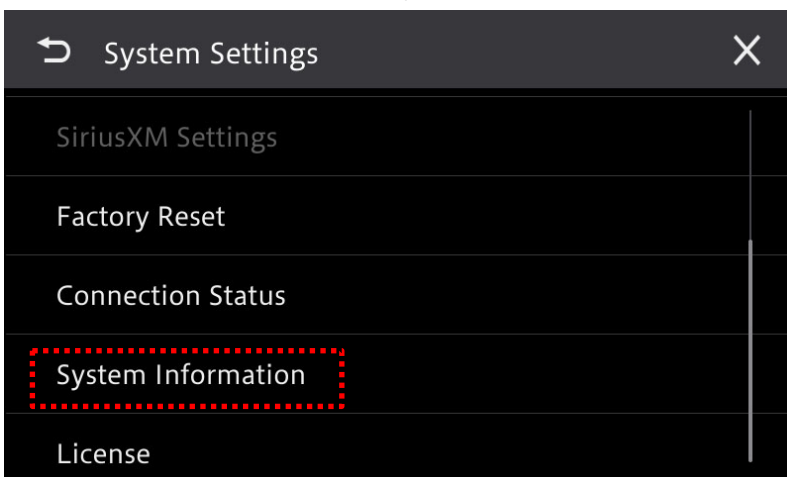 System Settings
SiriusXM Settings
Factory Reset
Connection Status
System Information
License